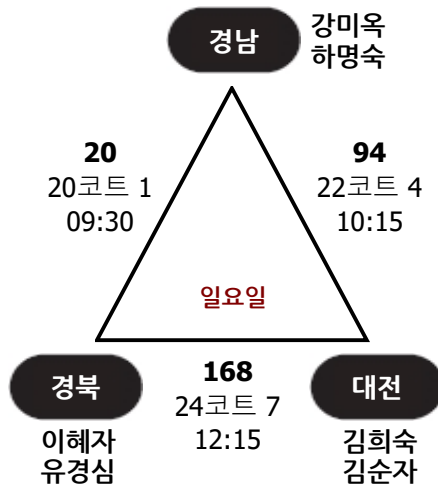 경남
강미옥
하명숙
20
20코트 1
09:30
94
22코트 4
10:15
일요일
경북
이혜자
유경심
168
24코트 7
12:15
대전
김희숙
김순자